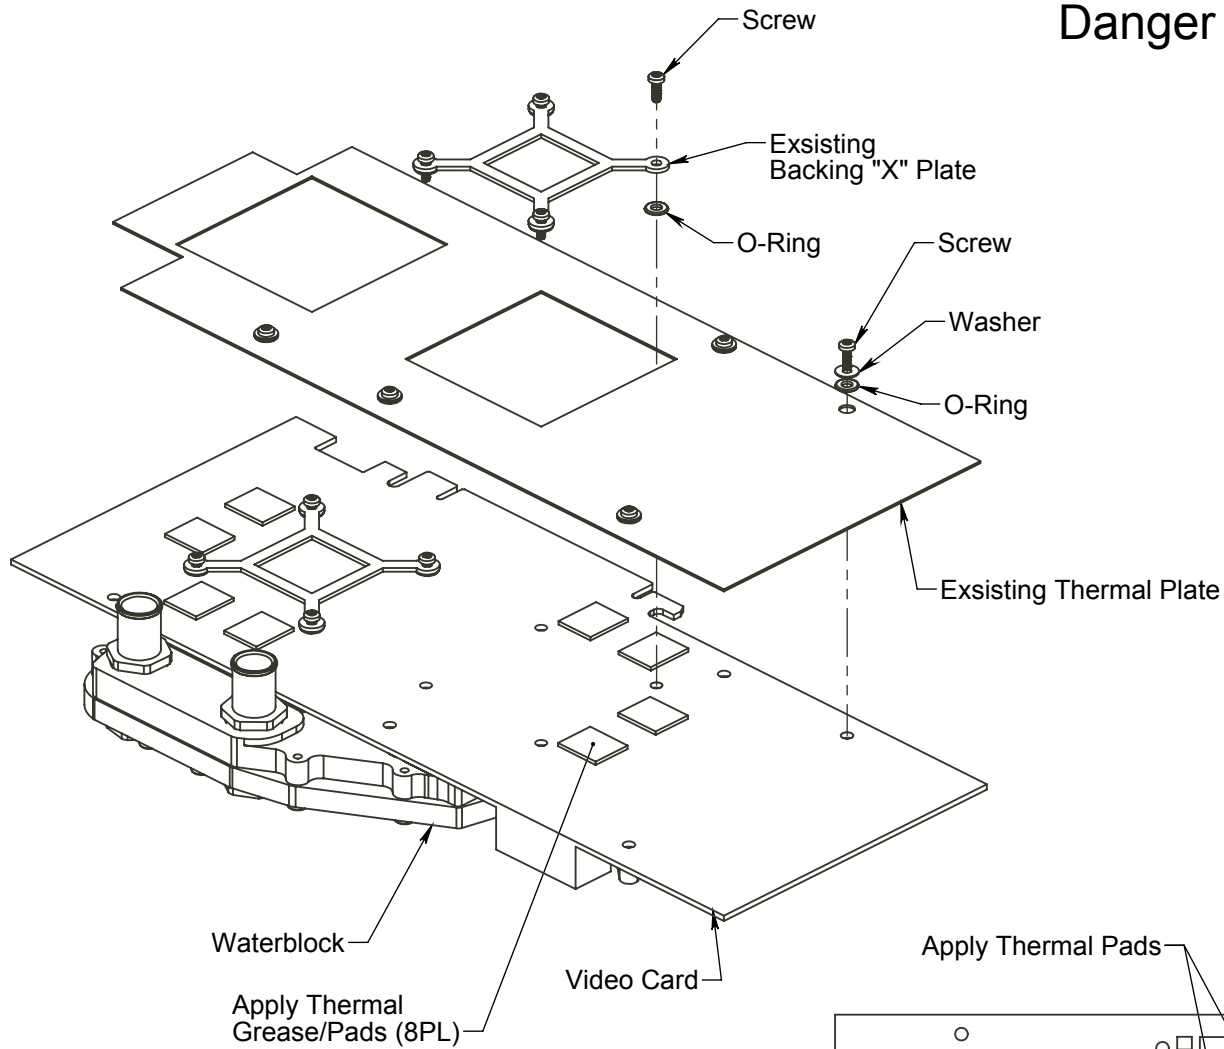 Danger
Screw
Exsisting
Backing "X" Plate
O-Ring
Screw
Washer
O-Ring
Exsisting Thermal Plate
Waterblock
Apply Thermal
Grease/Pads (8PL)
Video Card
Apply Thermal Pads